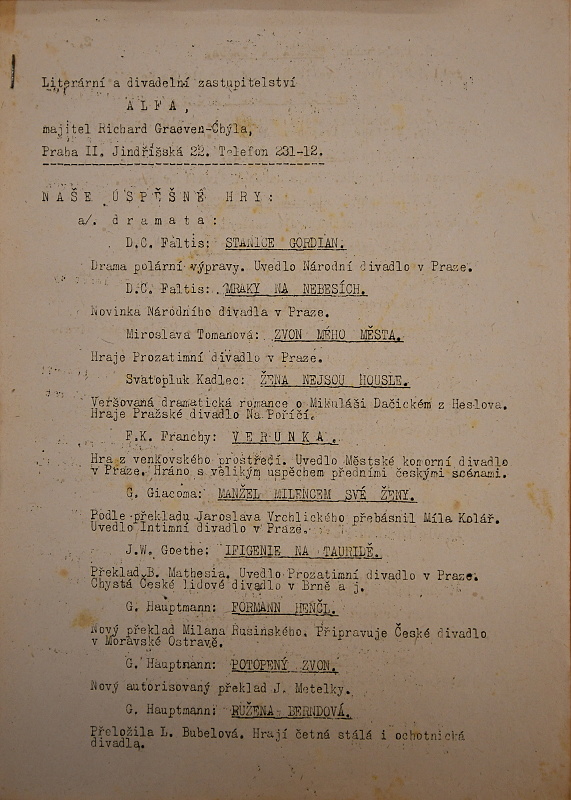 Literární a divadelní zastupitelství
A L F A ,
majitel Richard Graeven-Chýla,
Praha II. Jindřišská 22. Telefon 231-12.
N A Š E  Ú S P Ě Š N É  H R Y :
a/. d r a m a t a :
D.C. Faltis: STANICE GORDIAN.
Drama polární výpravy. Uvedlo Národní divadlo v Praze.
D.C. Faltis: MRAKY NA NEBESÍCH.
Novinka Národního divadla v Praze.
Miroslava Tomanová: ZVON MÉHO MĚSTA.
Hraje Prozatimní divadlo v Praze.
Svatopluk Kadlec: ŽENA NEJSOU HOUSLE.
Veršovaná dramatická romance o Mikuláši Dačickém z Heslova.
Hraje Pražské divadlo Na Poříčí.
F.K. Franchy: V E R U N K A .
Hra z venkovského prostředí. Uvedlo Městské komorní divadlo
v Praze. Hráno s velikým uspěchem předními českými scénami.
G. Giacoma: MANŽEL MILENCEM SVÉ ŽENY.
Podle překladu Jaroslava Vrchlického přebásnil Míla Kolář.
Uvedlo Intimní divadlo v Praze.
J.W. Goethe: IFIGENIE NA TAURILĚ.
Překlad B. Mathesia. Uvedlo Prozatimní divadlo v Praze.
Chystá České lidové divadlo v Brně a j.
G. Hauptmann: FORMANN HENČL.
Nový překlad Milana Rusinského. Připravuje České divadlo
v Moravské Ostravě.
G. Hauptmann: POTOPENÝ ZVON.
Nový autorisovaný překlad J. Metelky.
G. Hauptmann: RŮŽENA BERNDOVÁ.
Přeložila L. Bubelová. Hrají četná stálá i ochotnická
divadla.